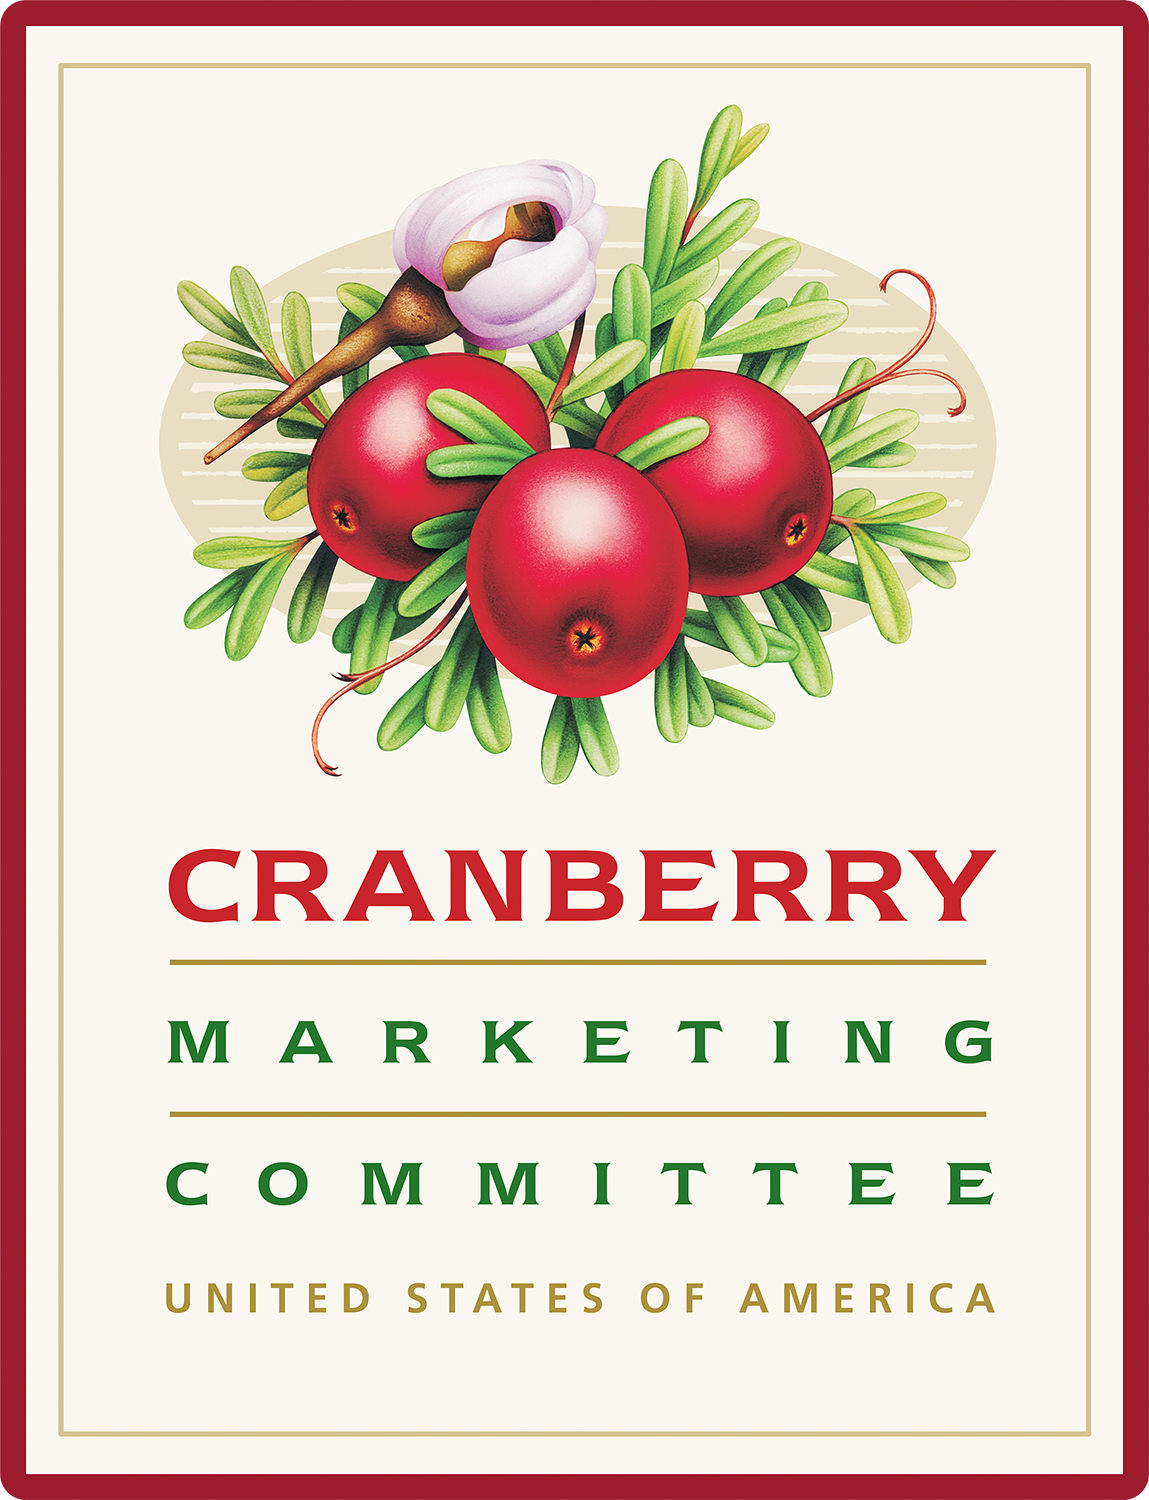 CRANBERRY
MARKETING
COMMITTEE
UNITED STATES OF AMERICA